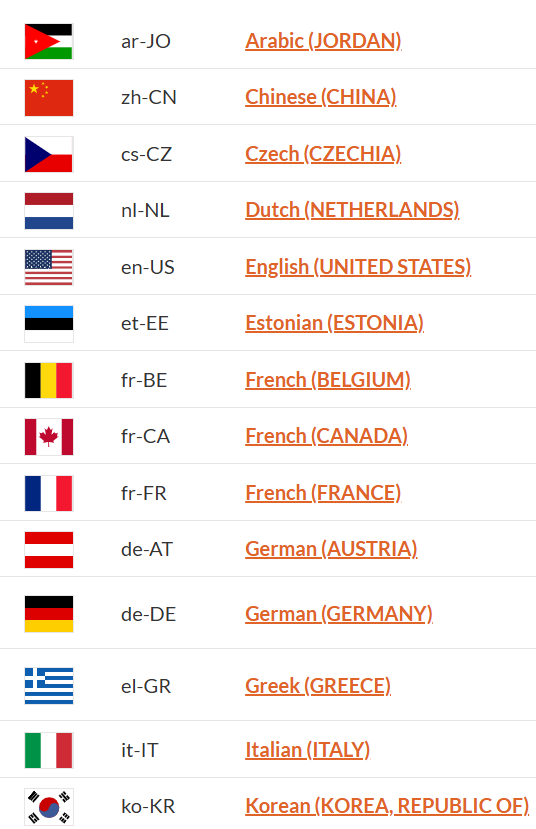 ar-JO Arabic (JORDAN)
zh-CN Chinese (CHINA)
cs-CZ Czech (CZECHIA)
nl-NL Dutch (NETHERLANDS)
en-US English (UNITED STATES)
et-EE Estonian (ESTONIA)
fr-BE French (BELGIUM)
fr-CA French (CANADA)
fr-FR French (FRANCE)
de-AT German (AUSTRIA)
de-DE German (GERMANY)
el-GR Greek (GREECE)
it-IT Italian (ITALY)
ko-KR Korean (KOREA, REPUBLIC OF)